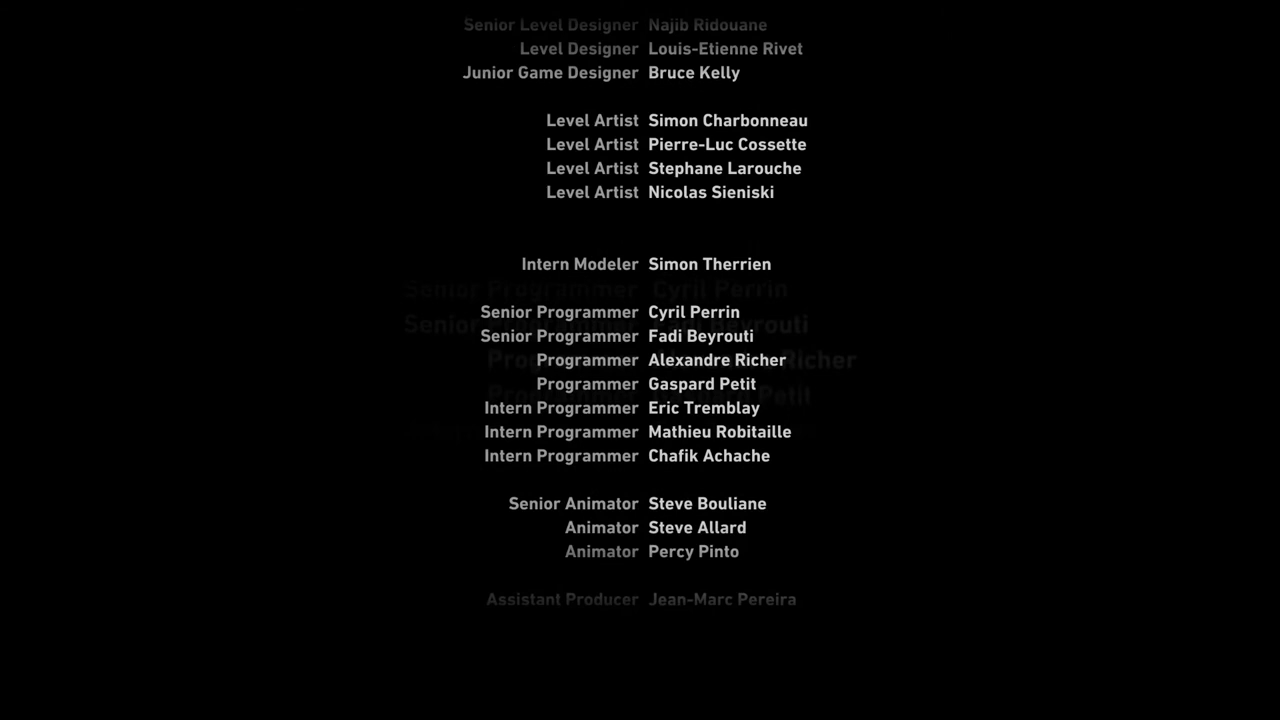 Senior Level Designer Najib Ridouane
Level Designer Louis-Etienne Rivet
Junior Game Designer Bruce Kelly
Level Artist Simon Charbonneau
Level Artist Pierre-Luc Cossette
Level Artist Stephane Larouche
Level Artist Nicolas Sieniski
Intern Modeler Simon Therrien
Senior Programmer Cyril Perrin
Senior Programmer Fadi Beyrouti
Programmer Alexandre Richer
Programmer Gaspard Petit
Intern Programmer Eric Tremblay
Intern Programmer Mathieu Robitaille
Intern Programmer Chafik Achache
Senior Animator Steve Bouliane
Animator Steve Allard
Animator Percy Pinto
Assistant Producer Jean-Marc Pereira